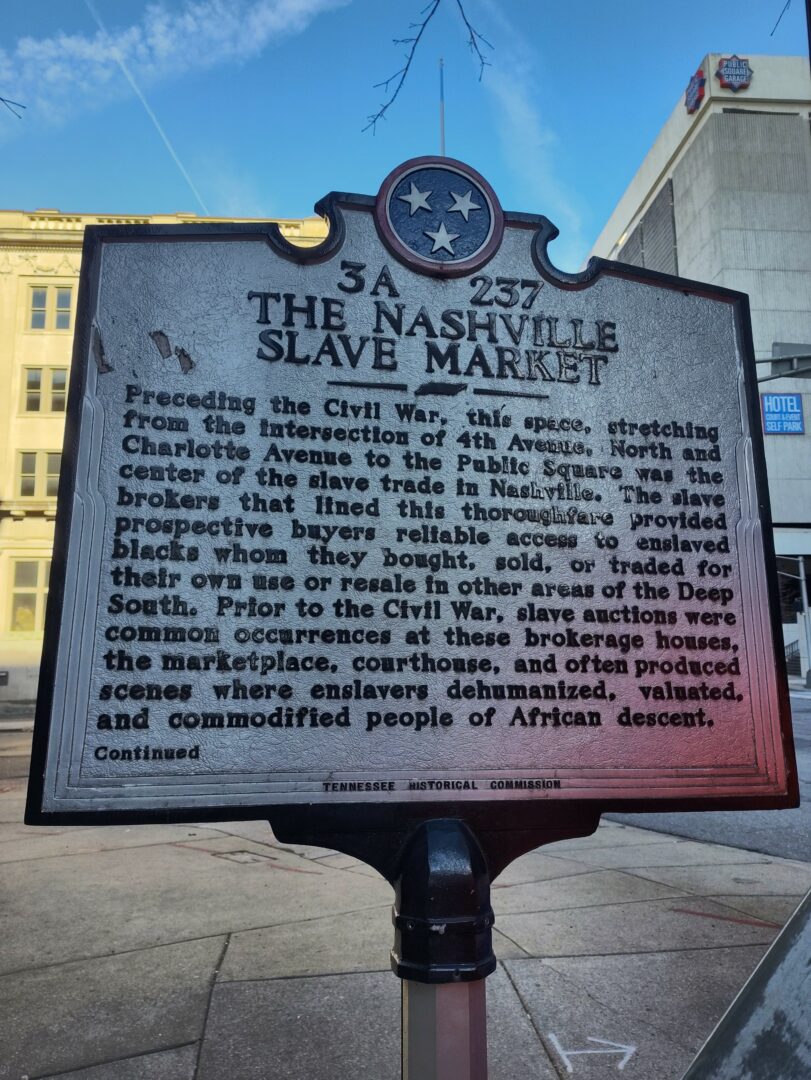 PUBLIC
SQUARE
GARAGE
3A 237
THE NASHVILLE
SLAVE MARKET
Preceding the Civil War, this space, stretching
from the intersection of 4th Avenue, North and
Charlotte Avenue to the Public Square was the
center of the slave trade in Nashville. The slave
brokers that lined this thoroughfare provided
prospective buyers reliable access to enslaved
blacks whom they bought, sold, or traded for
their own use or resale in other areas of the Deep
South. Prior to the Civil War, slave auctions were
common occurrences at these brokerage houses,
the marketplace, courthouse, and often produced
scenes where enslavers dehumanized, valuated,
and commodified people of African descent.
Continued
TENNESSEE HISTORICAL COMMISSION
HOTEL
COURT & EVENT
SELF PARK